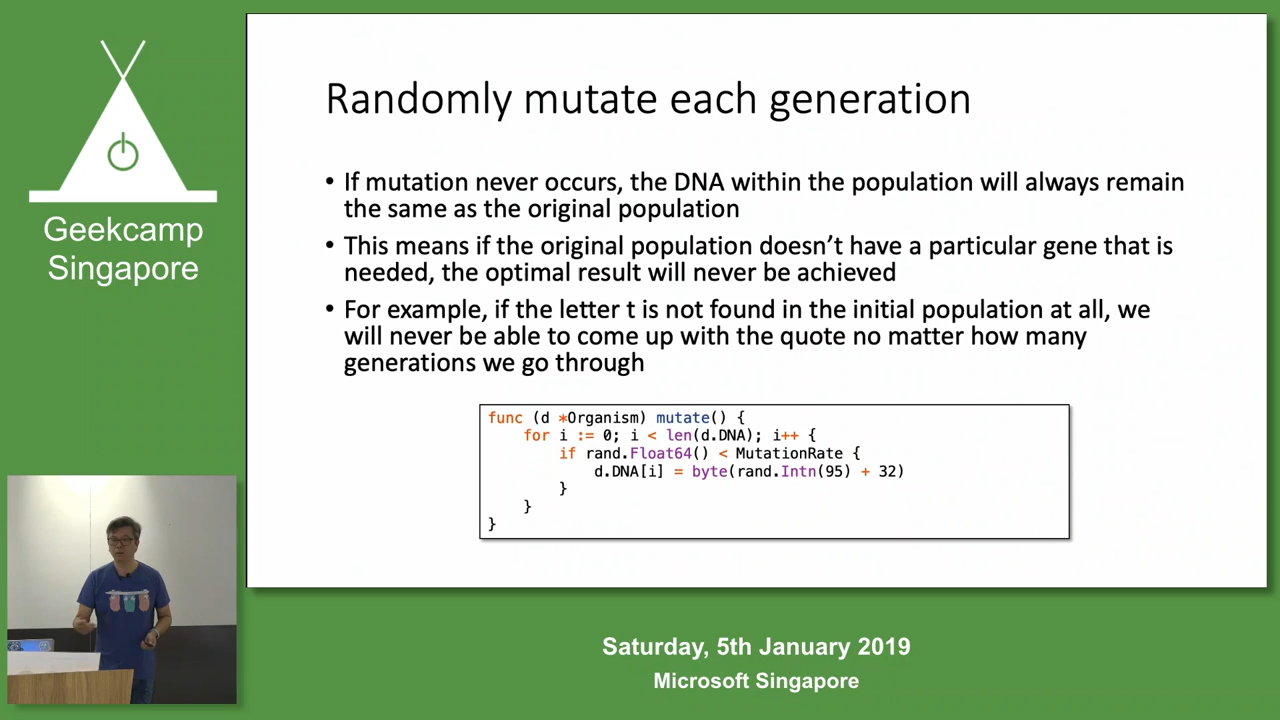 Geekcamp
Singapore
Randomly mutate each generation
• If mutation never occurs, the DNA within the population will always remain
the same as the original population
• This means if the original population doesn’t have a particular gene that is
needed, the optimal result will never be achieved
• For example, if the letter t is not found in the initial population at all, we
will never be able to come up with the quote no matter how many
generations we go through
func (d *Organism) mutate() {
    for i := 0; i < len(d.DNA); i++ {
        if rand.Float64() < MutationRate {
            d.DNA[i] = byte(rand.Intn(95) + 32)
        }
    }
}
Saturday, 5th January 2019
Microsoft Singapore